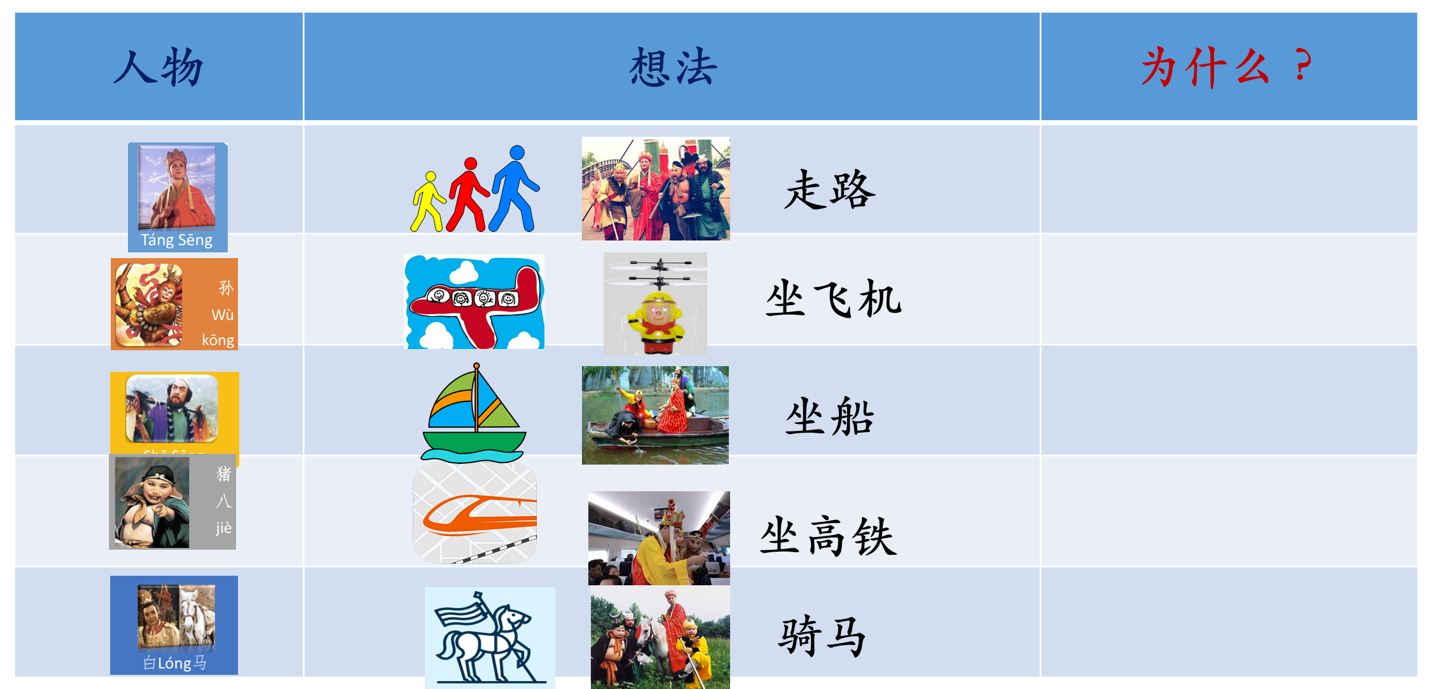 人物
想法
为什么？
Táng Sēng
走路
孙
Wù
kōng
坐飞机
坐船
猪
八
jiè
坐高铁
白Lóng马
骑马